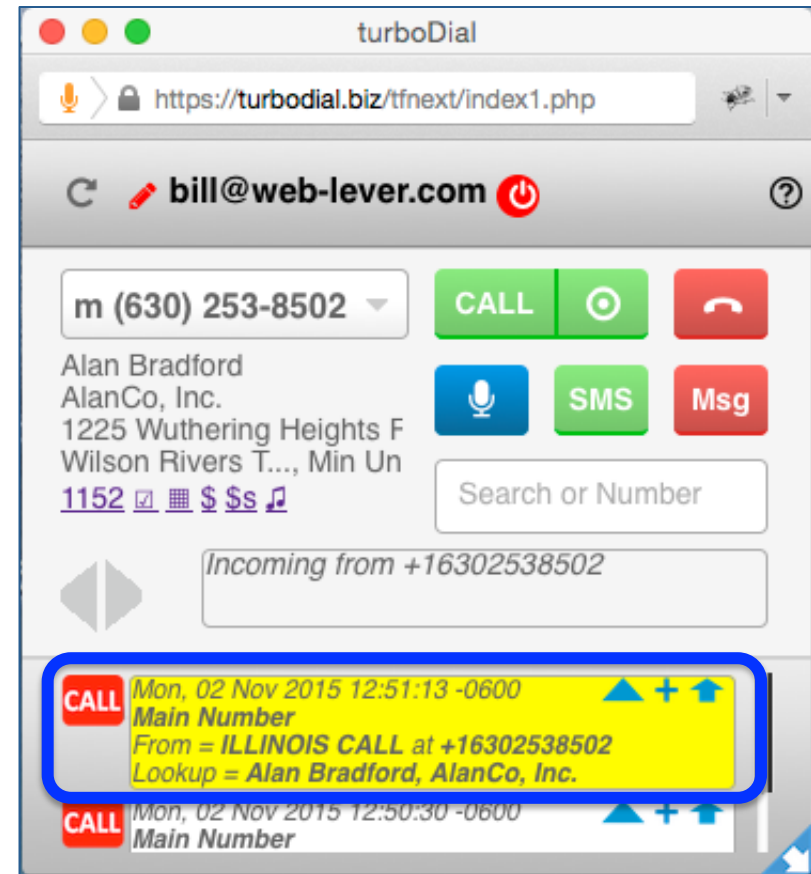 turboDial
https://turbodial.biz/tfnext/index1.php
bill@web-lever.com
m (630) 253-8502
CALL
Alan Bradford
AlanCo, Inc.
1225 Wuthering Heights F
Wilson Rivers T..., Min Un
SMS
Msg
1152 ☑ ▦ $ $s ♫
Search or Number
Incoming from +16302538502
CALL
Mon, 02 Nov 2015 12:51:13 -0600
Main Number
From = ILLINOIS CALL at +16302538502
Lookup = Alan Bradford, AlanCo, Inc.
CALL
Mon, 02 Nov 2015 12:50:30 -0600
Main Number